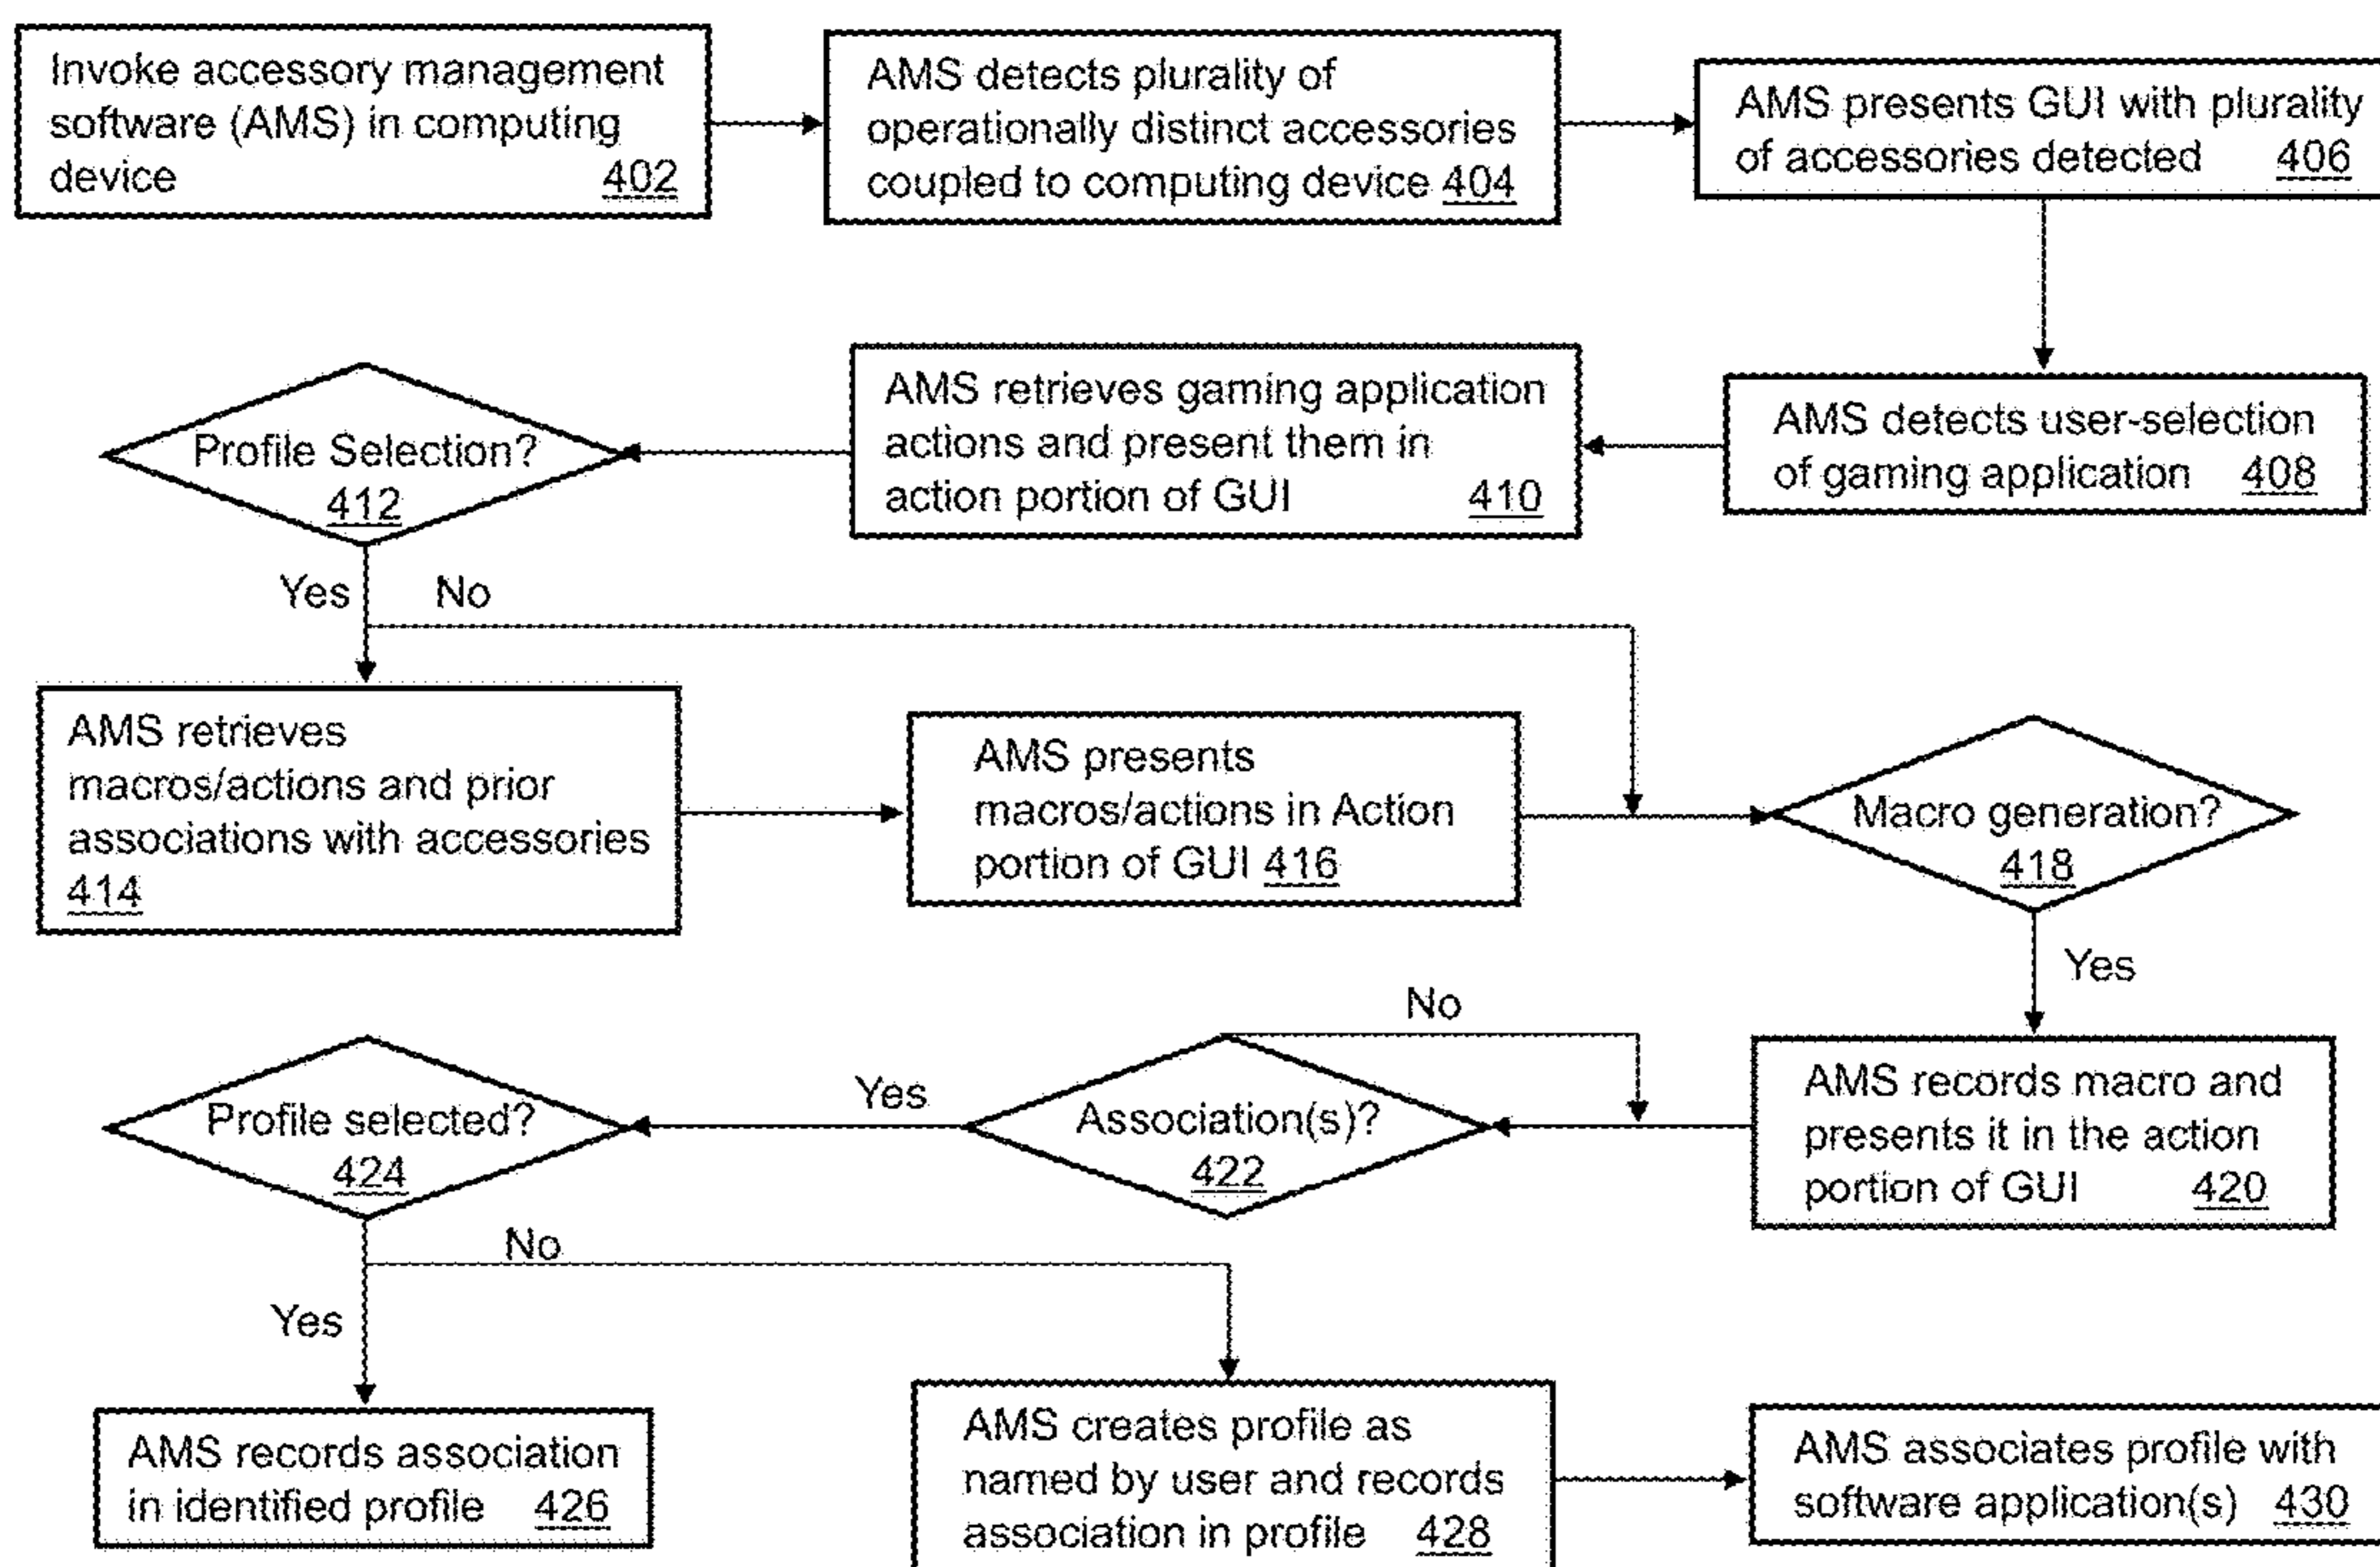 Invoke accessory management
software (AMS) in computing
device 402
AMS detects plurality of
operationally distinct accessories
coupled to computing device 404
AMS presents GUI with plurality
of accessories detected 406
AMS detects user-selection
of gaming application 408
AMS retrieves gaming application
actions and present them in
action portion of GUI 410
Profile Selection?
412
Yes
No
AMS retrieves
macros/actions and prior
associations with accessories
414
AMS presents
macros/actions in Action
portion of GUI 416
Macro generation?
418
Yes
AMS records macro and
presents it in the action
portion of GUI 420
No
Association(s)?
422
Yes
Profile selected?
424
No
Yes
AMS records association
in identified profile 426
AMS creates profile as
named by user and records
association in profile 428
AMS associates profile with
software application(s) 430